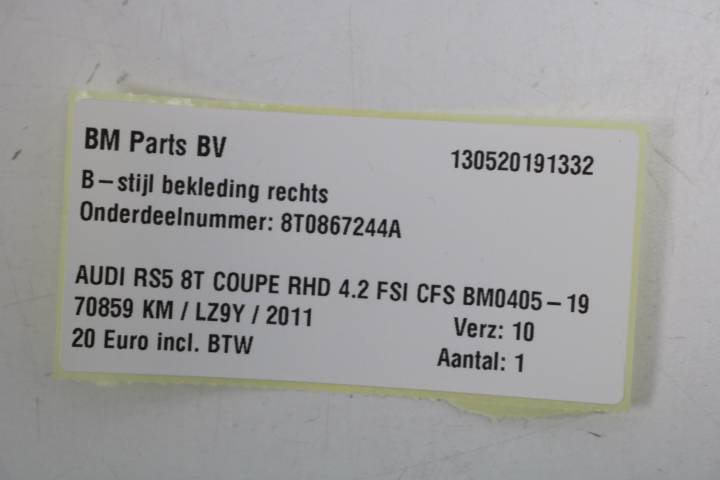 BM Parts BV 130520191332
B-stijl bekleding rechts
Onderdeelnummer: 8T0867244A
AUDI RS5 8T COUPE RHD 4.2 FSI CFS BM0405-19
70859 KM / LZ9Y / 2011 Verz: 10
20 Euro incl. BTW Aantal: 1